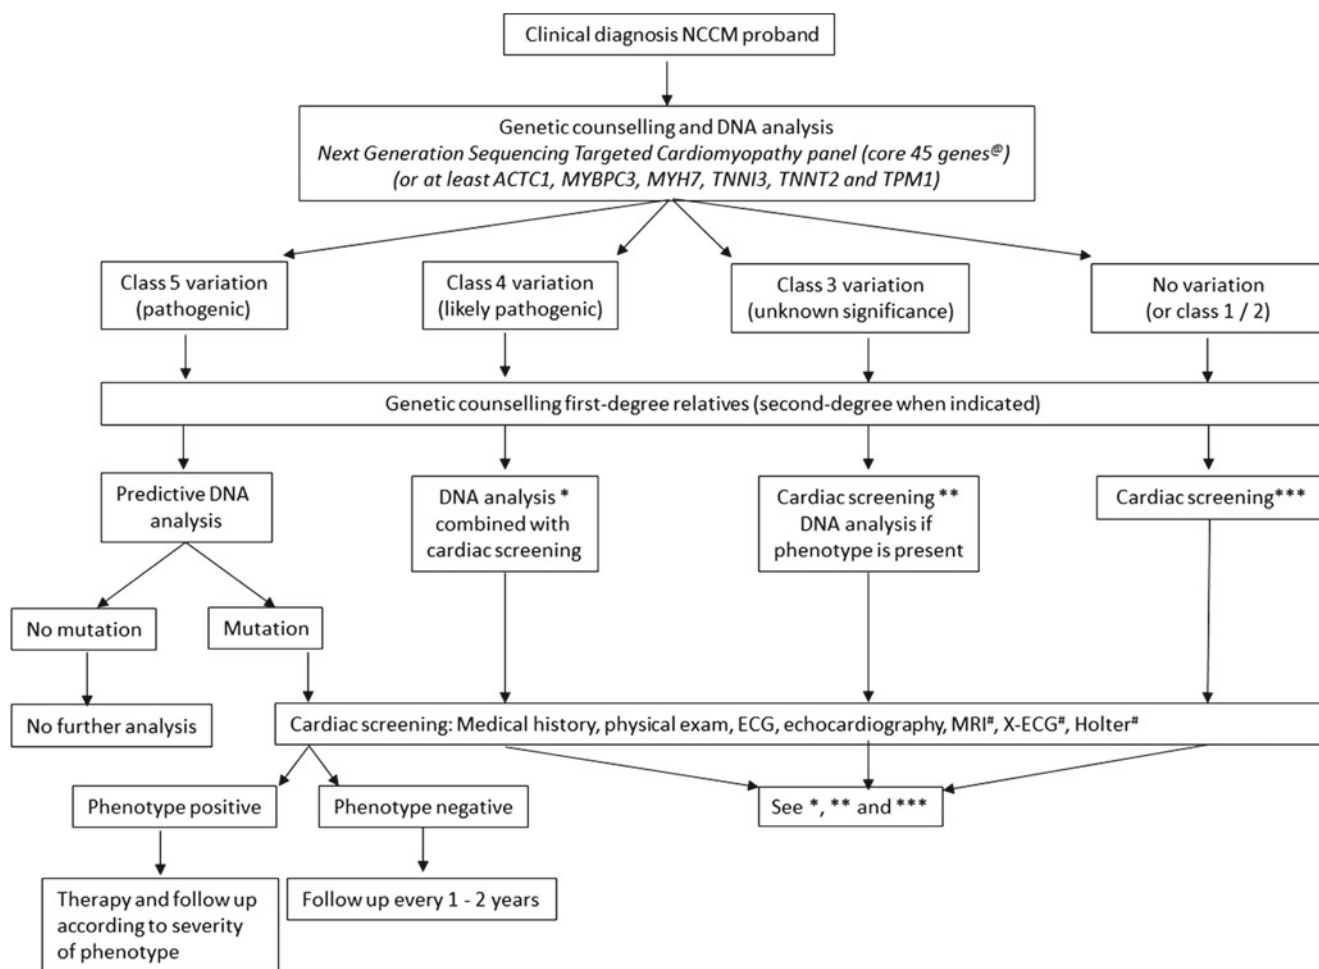 Clinical diagnosis NCCM proband
Genetic counselling and DNA analysis
Next Generation Sequencing Targeted Cardiomyopathy panel (core 45 genes@)
(or at least ACTC1, MYBPC3, MYH7, TNNI3, TNNT2 and TPM1)
Class 5 variation
(pathogenic)
Class 4 variation
(likely pathogenic)
Class 3 variation
(unknown significance)
No variation
(or class 1 / 2)
Genetic counselling first-degree relatives (second-degree when indicated)
Predictive DNA
analysis
DNA analysis *
combined with
cardiac screening
Cardiac screening **
DNA analysis if
phenotype is present
Cardiac screening***
No mutation
Mutation
No further analysis
Cardiac screening: Medical history, physical exam, ECG, echocardiography, MRI#, X-ECG#, Holter#
Phenotype positive
Phenotype negative
See *, ** and ***
Therapy and follow up
according to severity
of phenotype
Follow up every 1 - 2 years